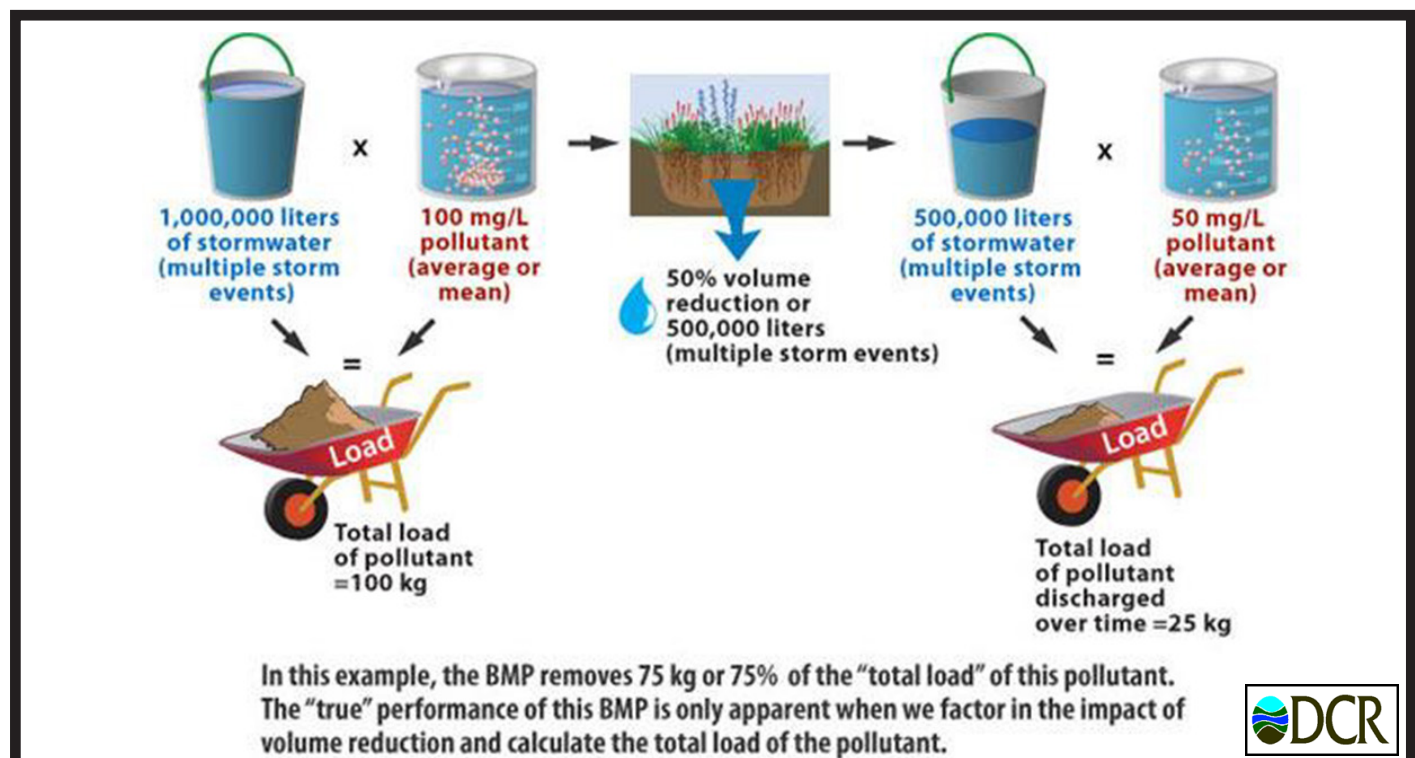 x
1,000,000 liters
of stormwater
(multiple storm
events)
100 mg/L
pollutant
(average or
mean)
50% volume
reduction or
500,000 liters
(multiple storm events)
x
500,000 liters
of stormwater
(multiple storm
events)
50 mg/L
pollutant
(average or
mean)
=
Load
Total load
of pollutant
=100 kg
=
Load
Total load
of pollutant
discharged
over time =25 kg
In this example, the BMP removes 75 kg or 75% of the “total load” of this pollutant.
The “true” performance of this BMP is only apparent when we factor in the impact of
volume reduction and calculate the total load of the pollutant.
DCR